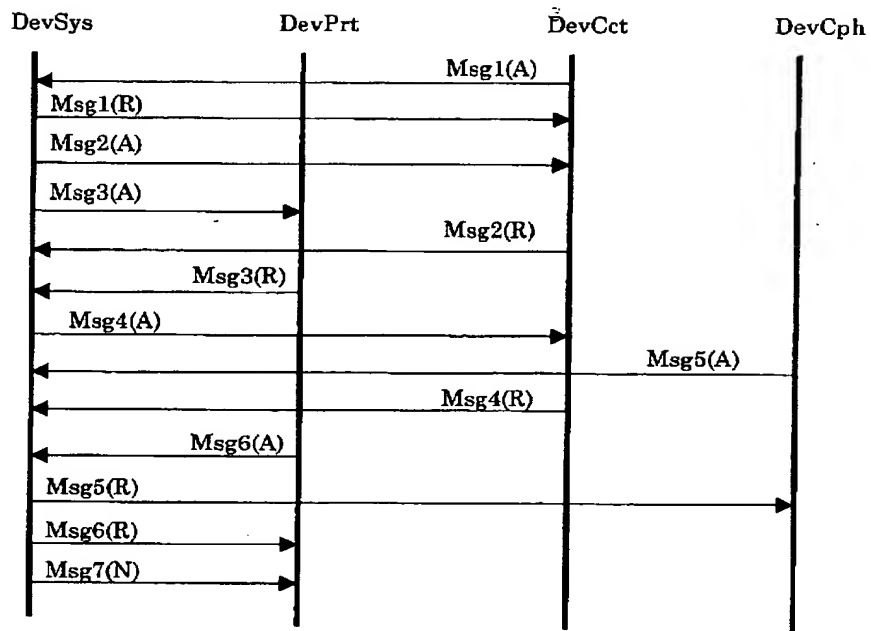 DevSys DevPrt DevCct DevCph
Msg1(A)
Msg1(R)
Msg2(A)
Msg3(A)
Msg2(R)
Msg3(R)
Msg4(A)
Msg5(A)
Msg4(R)
Msg6(A)
Msg5(R)
Msg6(R)
Msg7(N)